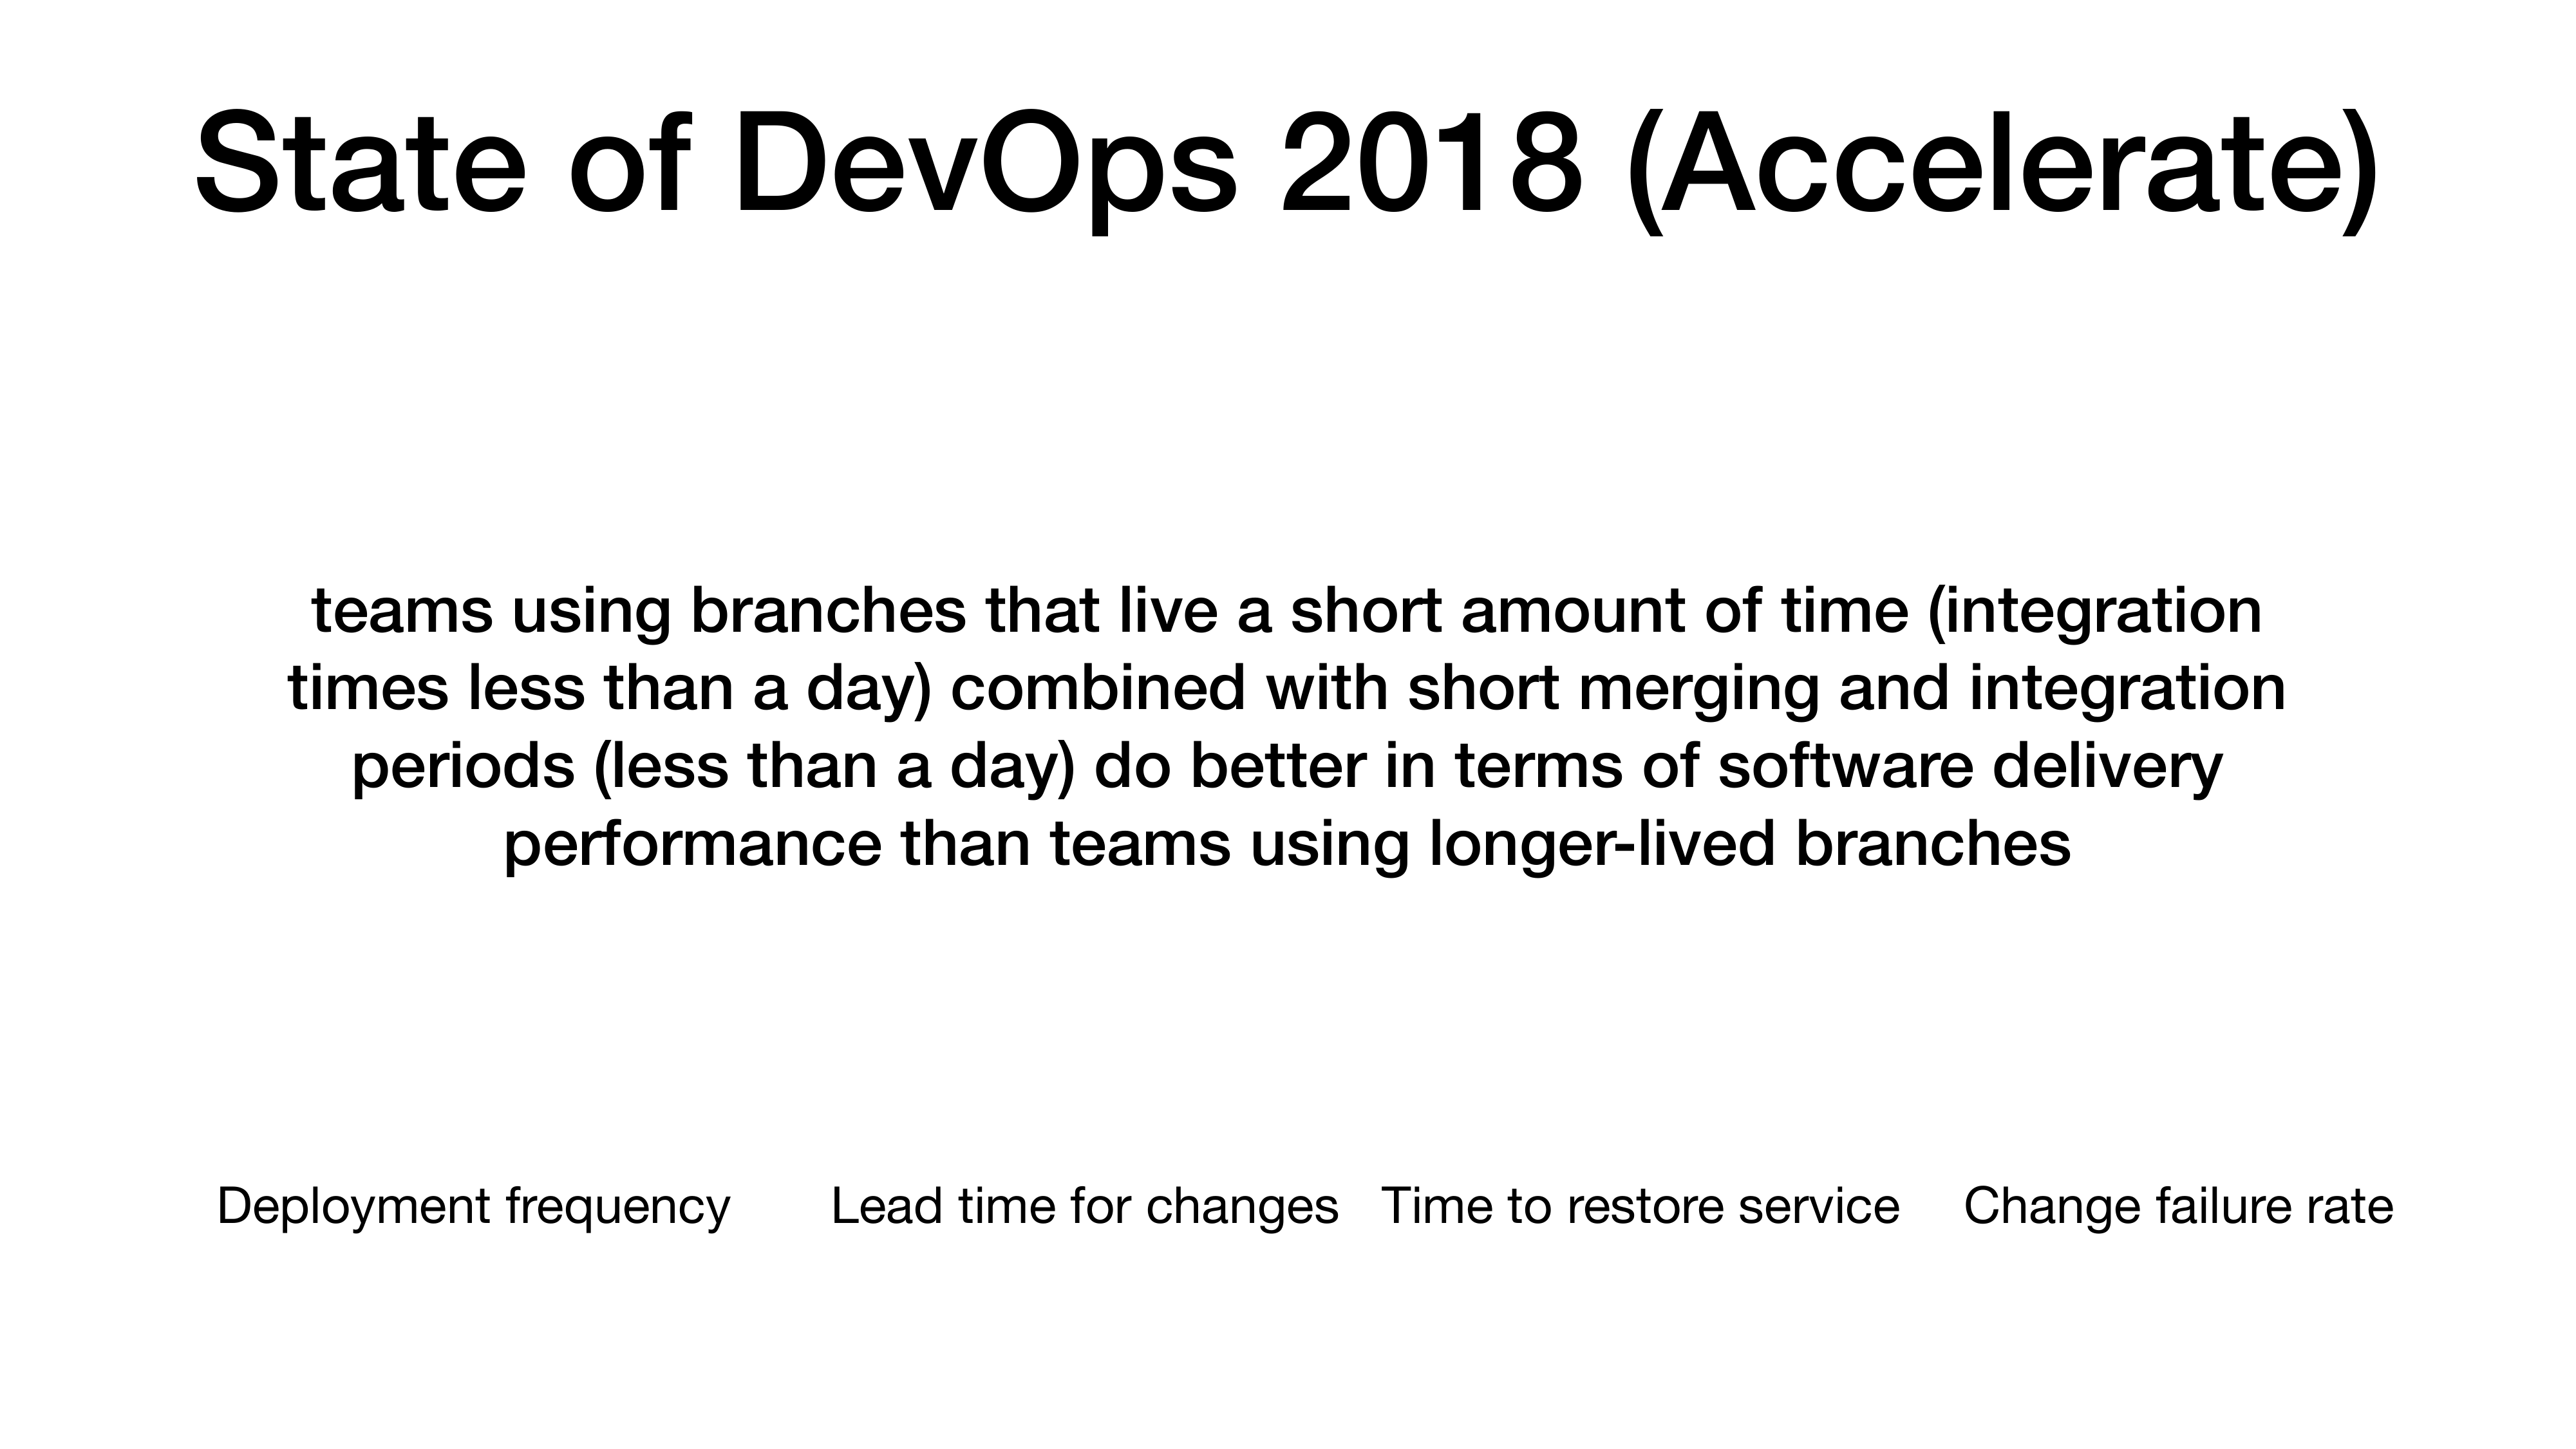 State of DevOps 2018 (Accelerate)
teams using branches that live a short amount of time (integration
times less than a day) combined with short merging and integration
periods (less than a day) do better in terms of software delivery
performance than teams using longer-lived branches
Deployment frequency Lead time for changes Time to restore service Change failure rate